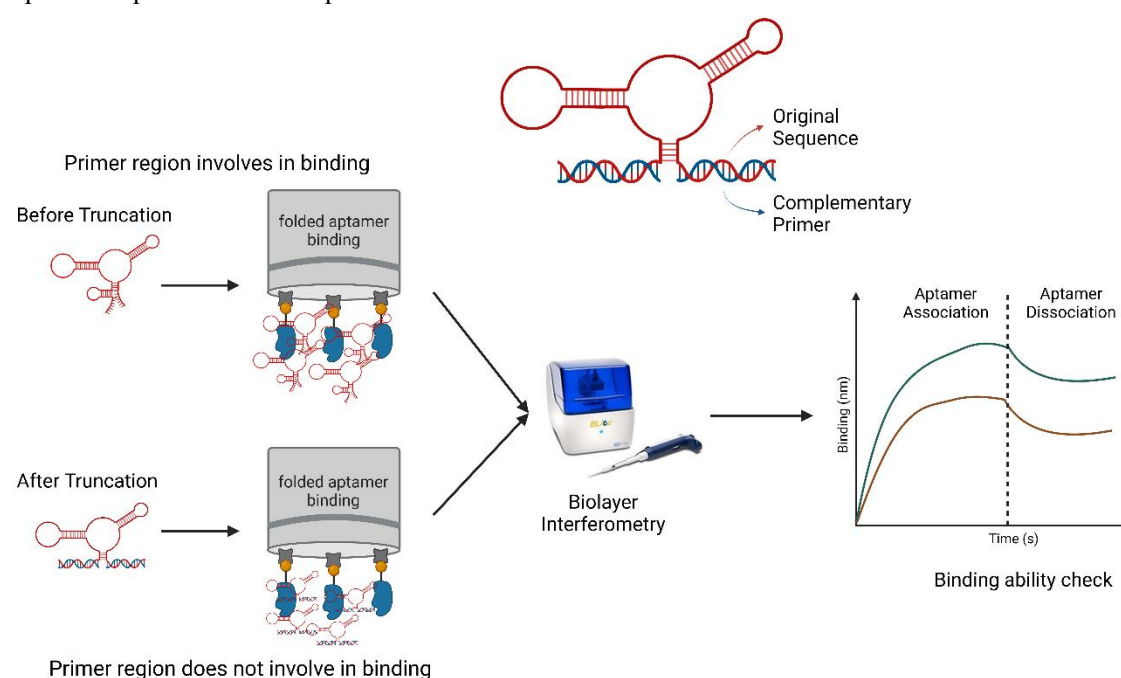 Original
Sequence
Complementary
Primer
Primer region involves in binding
Before Truncation
folded aptamer
binding
After Truncation
folded aptamer
binding
Primer region does not involve in binding
Biolayer
Interferometry
Aptamer
Association
Aptamer
Dissociation
Binding (nm)
Time (s)
Binding ability check